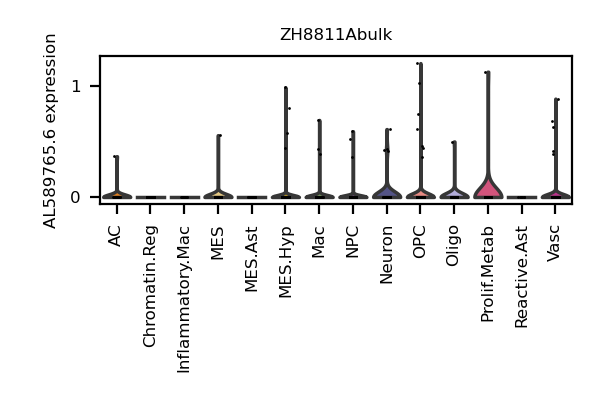 ZH8811Abulk
AL589765.6 expression
1
0
AC
Chromatin.Reg
Inflammatory.Mac
MES
MES.Ast
MES.Hyp
Mac
NPC
Neuron
OPC
Oligo
Prolif.Metab
Reactive.Ast
Vasc